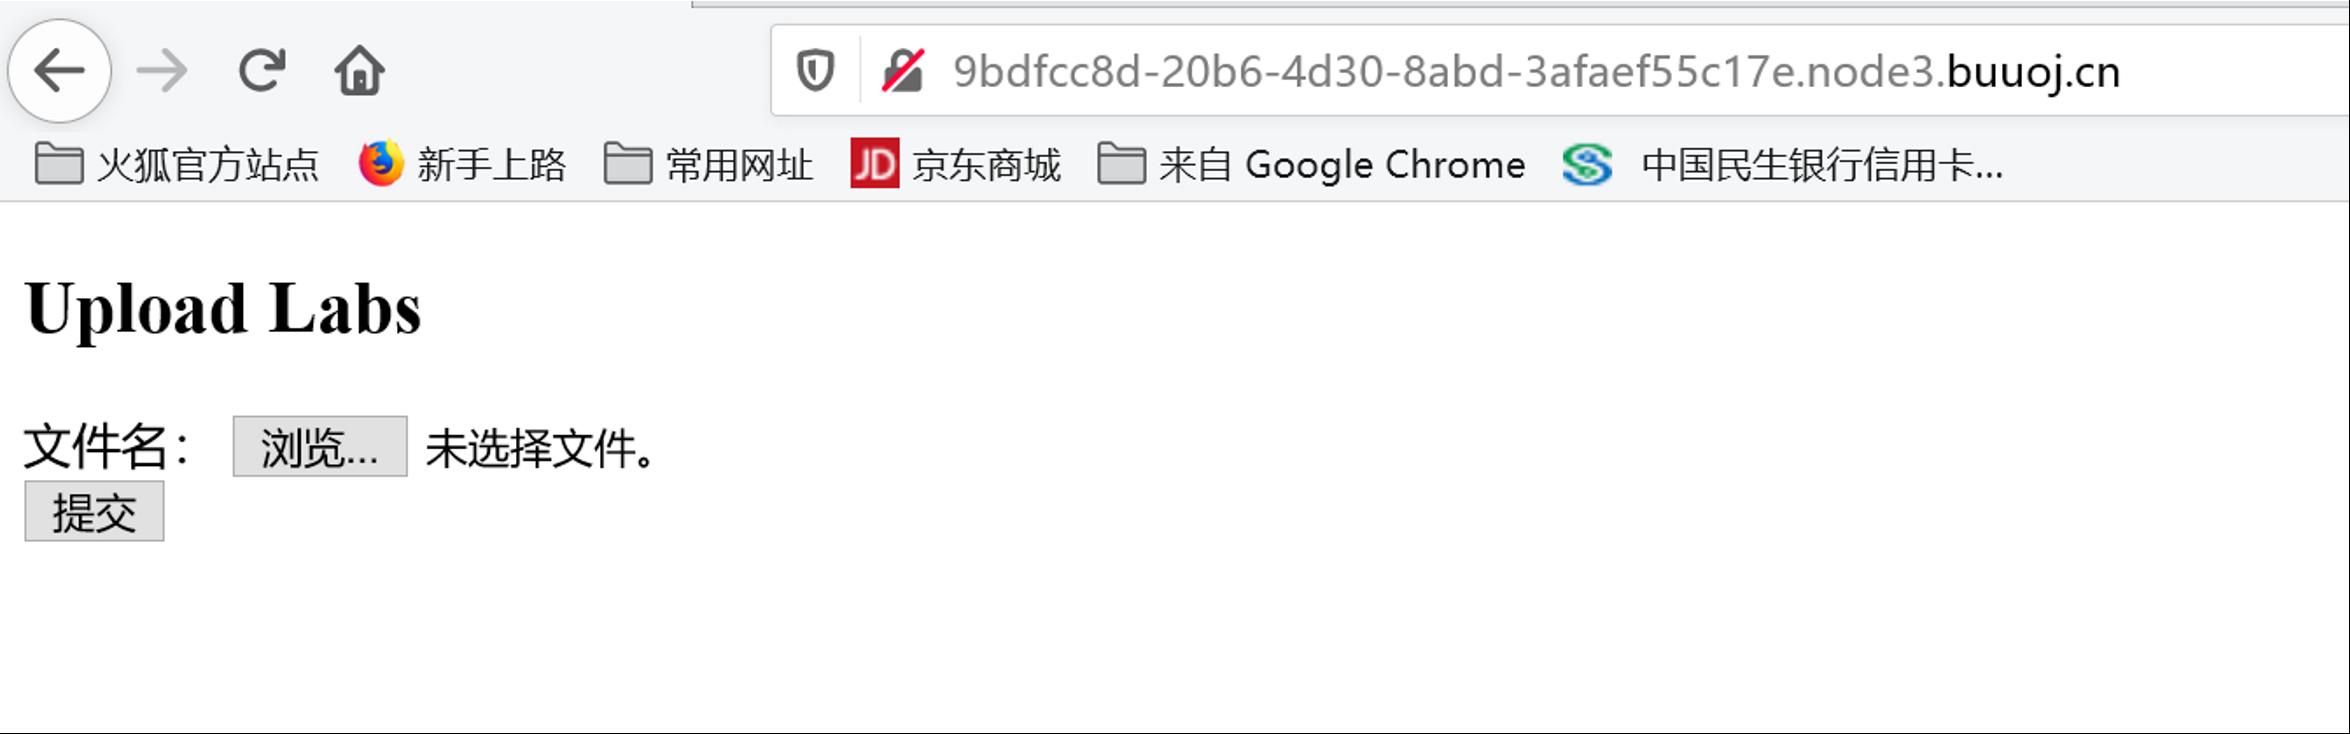 9bdfcc8d-20b6-4d30-8abd-3afaef55c17e.node3.buuoj.cn
火狐官方站点 新手上路 常用网址 JD 京东商城 来自 Google Chrome 中国民生银行信用卡...
Upload Labs
文件名： 浏览... 未选择文件。
提交